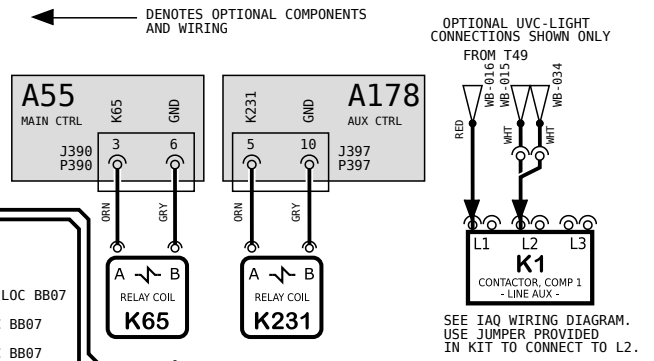 DENOTES OPTIONAL COMPONENTS
AND WIRING
OPTIONAL UVC-LIGHT
CONNECTIONS SHOWN ONLY
FROM T49
WB-016
WB-015
WB-034
RED
WHT
WHT
A55
MAIN CTRL
K65
GND
3
6
J390
P390
K231
GND
A178
AUX CTRL
5
10
J397
P397
ORN
GRY
ORN
GRY
A B
RELAY COIL
K65
A B
RELAY COIL
K231
L1 L2 L3
K1
CONTACTOR, COMP 1
- LINE AUX -
SEE IAQ WIRING DIAGRAM.
USE JUMPER PROVIDED
IN KIT TO CONNECT TO L2.
LOC BB07
BB07
BB07